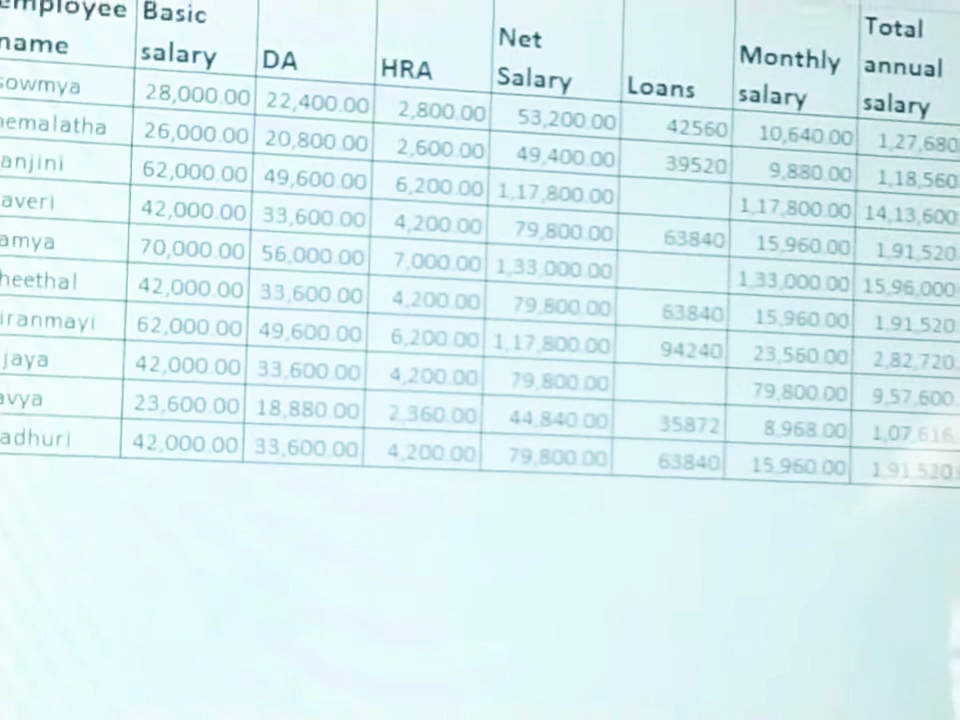 employee name Basic salary DA HRA Net Salary Loans Monthly salary Total annual salary
sowmya 28,000.00 22,400.00 2,800.00 53,200.00 42560 10,640.00 1,27,680
hemalatha 26,000.00 20,800.00 2,600.00 49,400.00 39520 9,880.00 1,18,560
anjini 62,000.00 49,600.00 6,200.00 1,17,800.00 1,17,800.00 14,13,600
averi 42,000.00 33,600.00 4,200.00 79,800.00 63840 15,960.00 1,91,520
amya 70,000.00 56,000.00 7,000.00 1,33,000.00 1,33,000.00 15,96,000
heethal 42,000.00 33,600.00 4,200.00 79,800.00 63840 15,960.00 1,91,520
iranmayi 62,000.00 49,600.00 6,200.00 1,17,800.00 94240 23,560.00 2,82,720
jaya 42,000.00 33,600.00 4,200.00 79,800.00 79,800.00 9,57,600
avya 23,600.00 18,880.00 2,360.00 44,840.00 35872 8,968.00 1,07,616
adhuri 42,000.00 33,600.00 4,200.00 79,800.00 63840 15,960.00 1,91,520